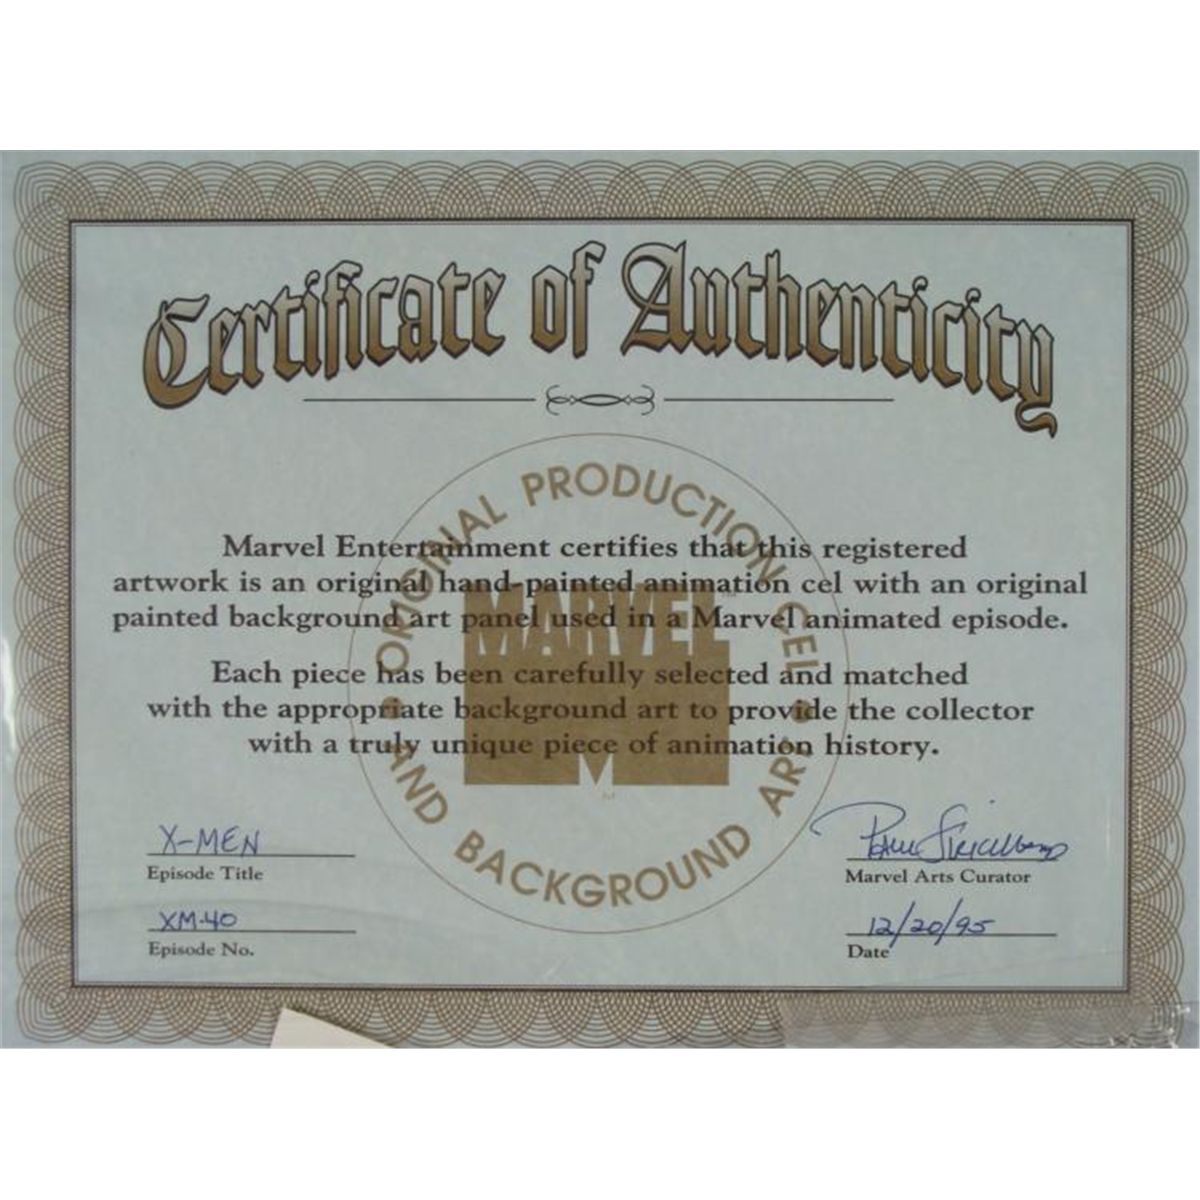 Certificate of Authenticity
ORIGINAL PRODUCTION CEL
AND BACKGROUND ART
MARVEL
Marvel Entertainment certifies that this registered
artwork is an original hand-painted animation cel with an original
painted background art panel used in a Marvel animated episode.
Each piece has been carefully selected and matched
with the appropriate background art to provide the collector
with a truly unique piece of animation history.
X-MEN
Episode Title
XM-40
Episode No.
Marvel Arts Curator
12/20/95
Date